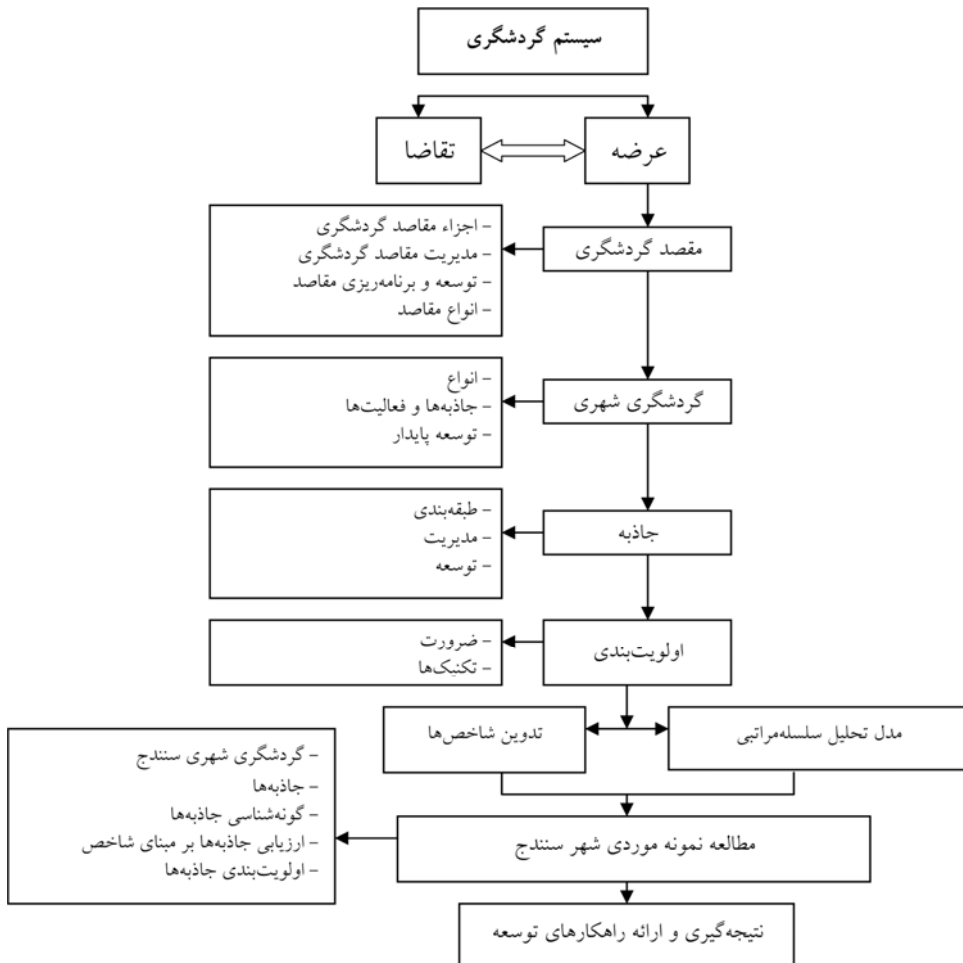 سیستم گردشگری
عرضه
تقاضا
مقصد گردشگری
- اجزاء مقاصد گردشگری
- مدیریت مقاصد گردشگری
- توسعه و برنامه‌ریزی مقاصد
- انواع مقاصد
گردشگری شهری
- انواع
- جاذبه‌ها و فعالیت‌ها
- توسعه پایدار
جاذبه
- طبقه‌بندی
- مدیریت
- توسعه
اولویت‌بندی
- ضرورت
- تکنیک‌ها
مدل تحلیل سلسله‌مراتبی
تدوین شاخص‌ها
مطالعه نمونه موردی شهر سنندج
- گردشگری شهری سنندج
- جاذبه‌ها
- گونه‌شناسی جاذبه‌ها
- ارزیابی جاذبه‌ها بر مبنای شاخص
- اولویت‌بندی جاذبه‌ها
نتیجه‌گیری و ارائه راهکارهای توسعه